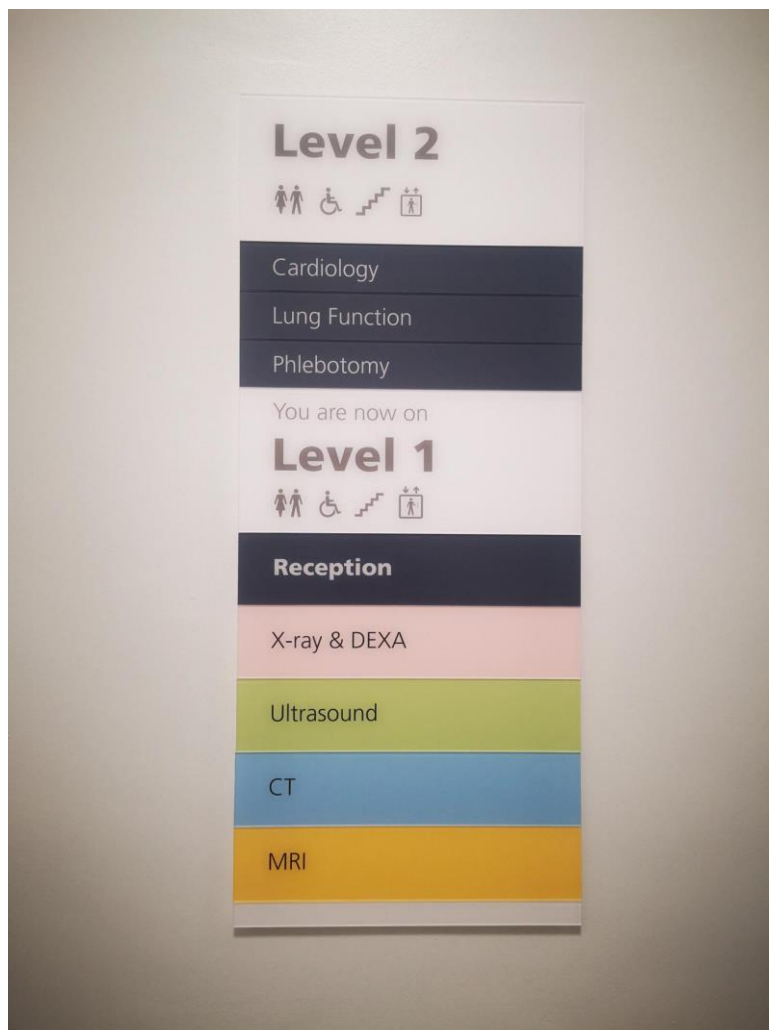 Level 2
Cardiology
Lung Function
Phlebotomy
You are now on
Level 1
Reception
X-ray & DEXA
Ultrasound
CT
MRI